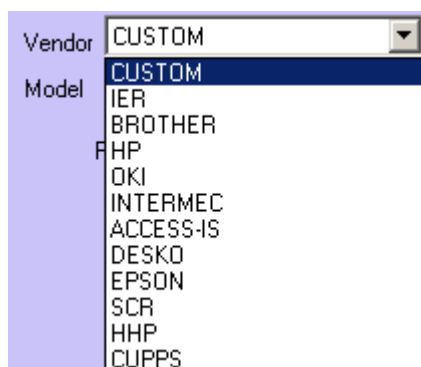 Vendor CUSTOM
CUSTOM
Model
IER
BROTHER
F HP
OKI
INTERMEC
ACCESS-IS
DESKO
EPSON
SCR
HHP
CUPPS